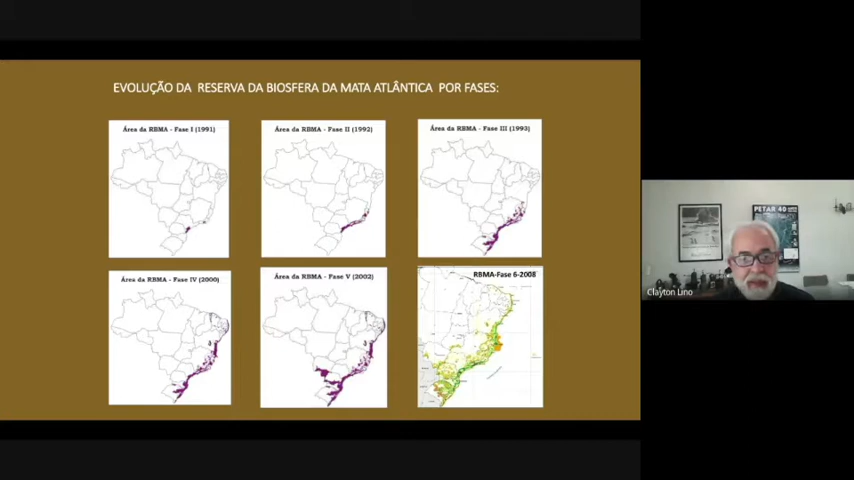 EVOLUÇÃO DA RESERVA DA BIOSFERA DA MATA ATLÂNTICA POR FASES:
Área da RBMA - Fase I (1991)
Área da RBMA - Fase II (1992)
Área da RBMA - Fase III (1993)
Área da RBMA - Fase IV (2000)
Área da RBMA - Fase V (2002)
RBMA-Fase 6-2008
PETAR 40
Clayton Lino